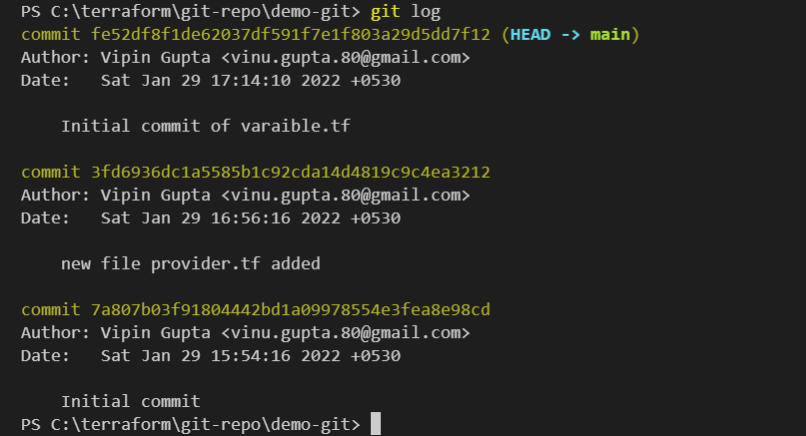 PS C:\terraform\git-repo\demo-git> git log
commit fe52df8f1de62037df591f7e1f803a29d5dd7f12 (HEAD -> main)
Author: Vipin Gupta <vinu.gupta.80@gmail.com>
Date:   Sat Jan 29 17:14:10 2022 +0530
Initial commit of varaible.tf
commit 3fd6936dc1a5585b1c92cda14d4819c9c4ea3212
Author: Vipin Gupta <vinu.gupta.80@gmail.com>
Date:   Sat Jan 29 16:56:16 2022 +0530
new file provider.tf added
commit 7a807b03f91804442bd1a09978554e3fea8e98cd
Author: Vipin Gupta <vinu.gupta.80@gmail.com>
Date:   Sat Jan 29 15:54:16 2022 +0530
Initial commit
PS C:\terraform\git-repo\demo-git>